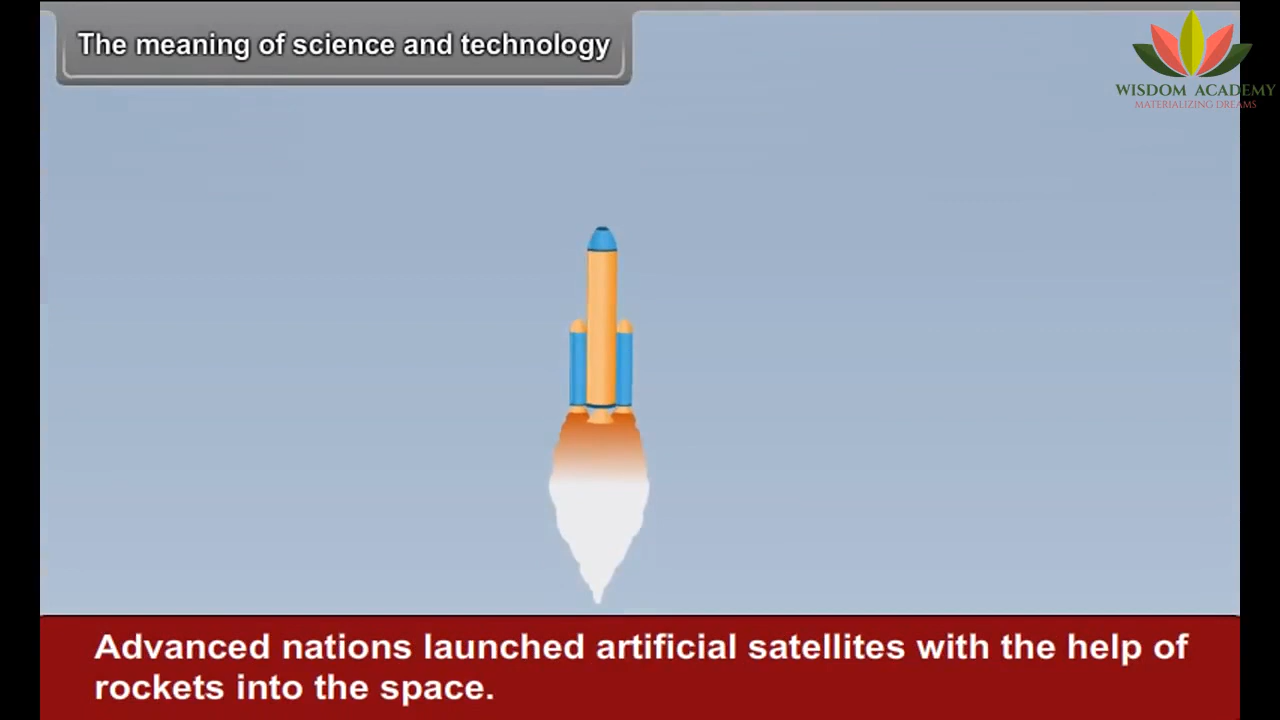 The meaning of science and technology
WISDOM ACADEMY
MATERIALIZING DREAMS
Advanced nations launched artificial satellites with the help of
rockets into the space.